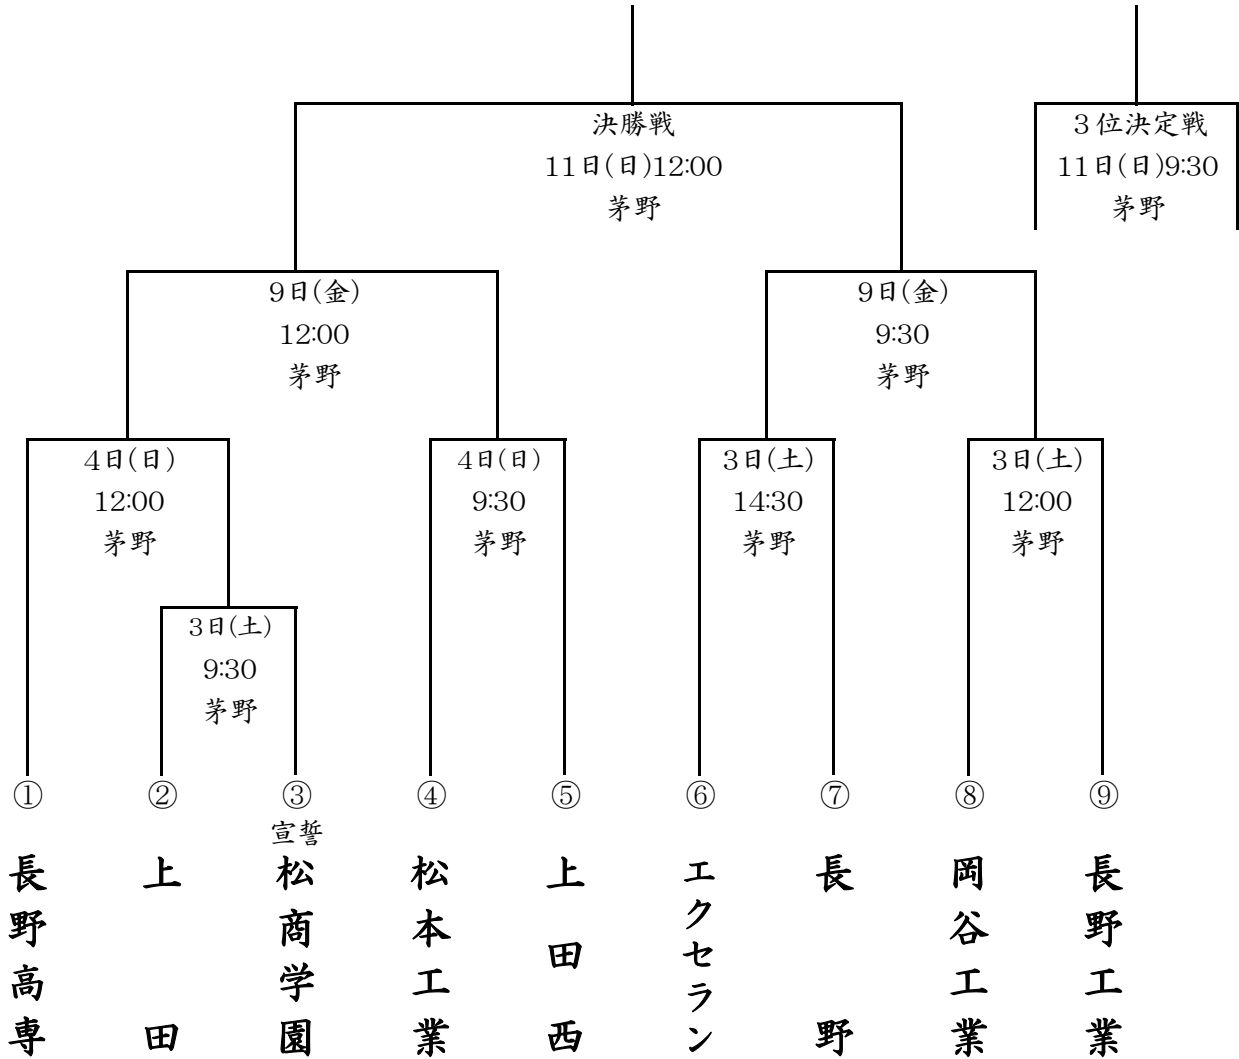 決勝戦
11日(日)12:00
茅野
３位決定戦
11日(日)9:30
茅野
9日(金)
12:00
茅野
9日(金)
9:30
茅野
4日(日)
12:00
茅野
4日(日)
9:30
茅野
3日(土)
14:30
茅野
3日(土)
12:00
茅野
3日(土)
9:30
茅野
①
長野高専
②
上田
③
宣誓
松商学園
④
松本工業
⑤
上田西
⑥
エクセラン
⑦
長野
⑧
岡谷工業
⑨
長野工業